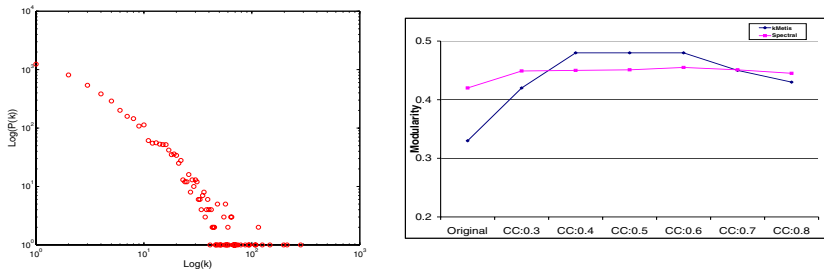 10^4
10^3
10^2
10^1
10^0
Log(P(k))
10^0
10^1
10^2
10^3
Log(k)
kMetis
Spectral
0.5
0.4
0.3
0.2
Modularity
Original
CC:0.3
CC:0.4
CC:0.5
CC:0.6
CC:0.7
CC:0.8